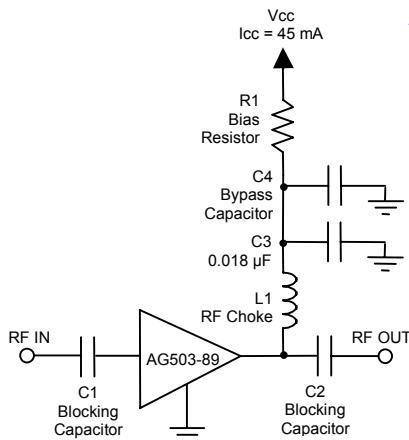 Vcc
Icc = 45 mA
R1
Bias
Resistor
C4
Bypass
Capacitor
C3
0.018 µF
L1
RF Choke
RF IN
AG503-89
RF OUT
C1
Blocking
Capacitor
C2
Blocking
Capacitor